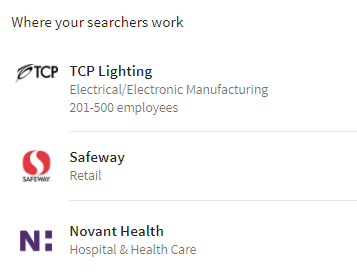 Where your searchers work
TCP
TCP Lighting
Electrical/Electronic Manufacturing
201-500 employees
SAFEWAY
Safeway
Retail
N
Novant Health
Hospital & Health Care